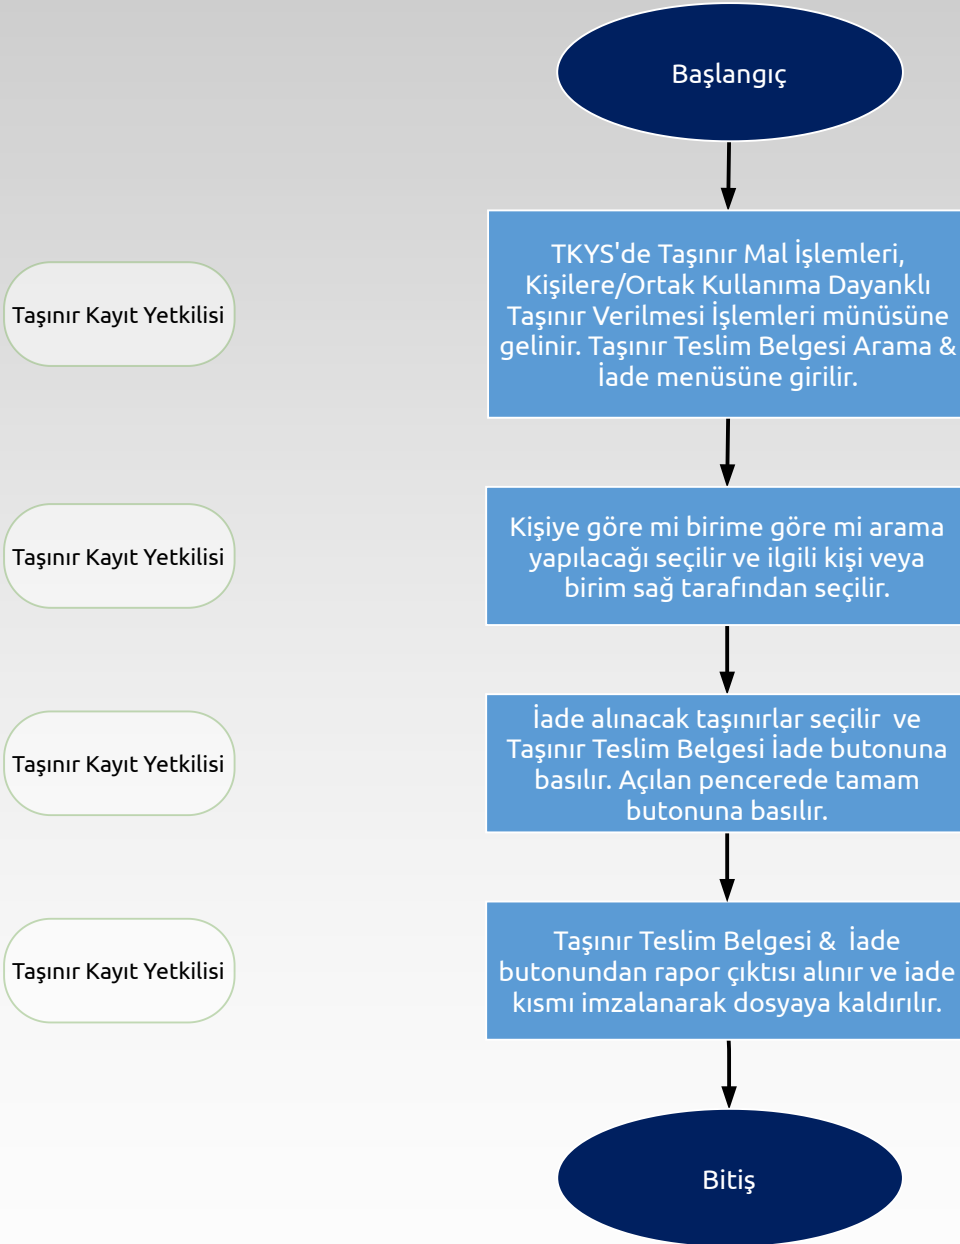 Başlangıç
Taşınır Kayıt Yetkilisi
TKYS'de Taşınır Mal İşlemleri,
Kişilere/Ortak Kullanıma Dayanklı
Taşınır Verilmesi İşlemleri münüsüne
gelinir. Taşınır Teslim Belgesi Arama &
İade menüsüne girilir.
Taşınır Kayıt Yetkilisi
Kişiye göre mi birime göre mi arama
yapılacağı seçilir ve ilgili kişi veya
birim sağ tarafından seçilir.
Taşınır Kayıt Yetkilisi
İade alınacak taşınırlar seçilir  ve
Taşınır Teslim Belgesi İade butonuna
basılır. Açılan pencerede tamam
butonuna basılır.
Taşınır Kayıt Yetkilisi
Taşınır Teslim Belgesi &  İade
butonundan rapor çıktısı alınır ve iade
kısmı imzalanarak dosyaya kaldırılır.
Bitiş